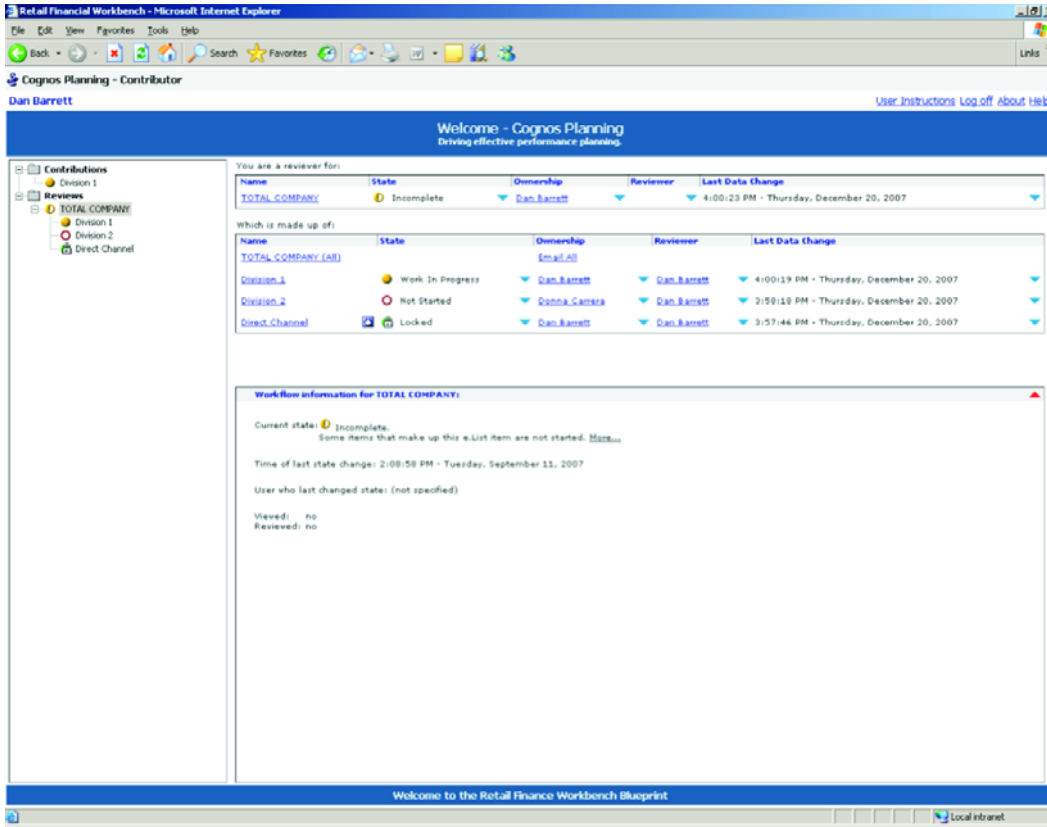 Retail Financial Workbench - Microsoft Internet Explorer
File Edit View Favorites Tools Help
Back Search Favorites Links
Cognos Planning - Contributor
Dan Barrett User Instructions Log off About Help
Welcome - Cognos Planning
Driving effective performance planning.
Contributions
Division 1
Reviews
TOTAL COMPANY
Division 1
Division 2
Direct Channel
You are a reviewer for:
Name State Ownership Reviewer Last Data Change
TOTAL COMPANY Incomplete Dan Barrett 4:00:23 PM - Thursday, December 20, 2007
Which is made up of:
Name State Ownership Reviewer Last Data Change
TOTAL COMPANY (All) Email All
Division 1 Work In Progress Dan Barrett Dan Barrett 4:00:19 PM - Thursday, December 20, 2007
Division 2 Not Started Donna Carrera Dan Barrett 3:58:18 PM - Thursday, December 20, 2007
Direct Channel Locked Dan Barrett Dan Barrett 3:57:46 PM - Thursday, December 20, 2007
Workflow information for TOTAL COMPANY:
Current state: Incomplete.
Some items that make up this e.List item are not started. More...
Time of last state change: 2:08:58 PM - Tuesday, September 11, 2007
User who last changed state: (not specified)
Viewed: no
Reviewed: no
Welcome to the Retail Finance Workbench Blueprint
Local intranet